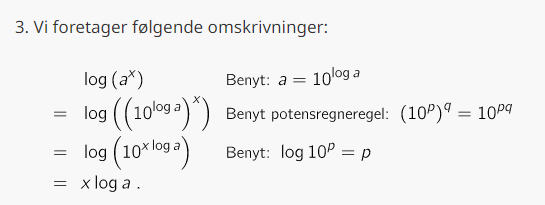 3. Vi foretager følgende omskrivninger:
log (aˣ) Benyt: a = 10^{log a}
= log ((10^{log a})ˣ) Benyt potensregneregel: (10^p)^q = 10^{pq}
= log (10^{x log a}) Benyt: log 10^p = p
= x log a .